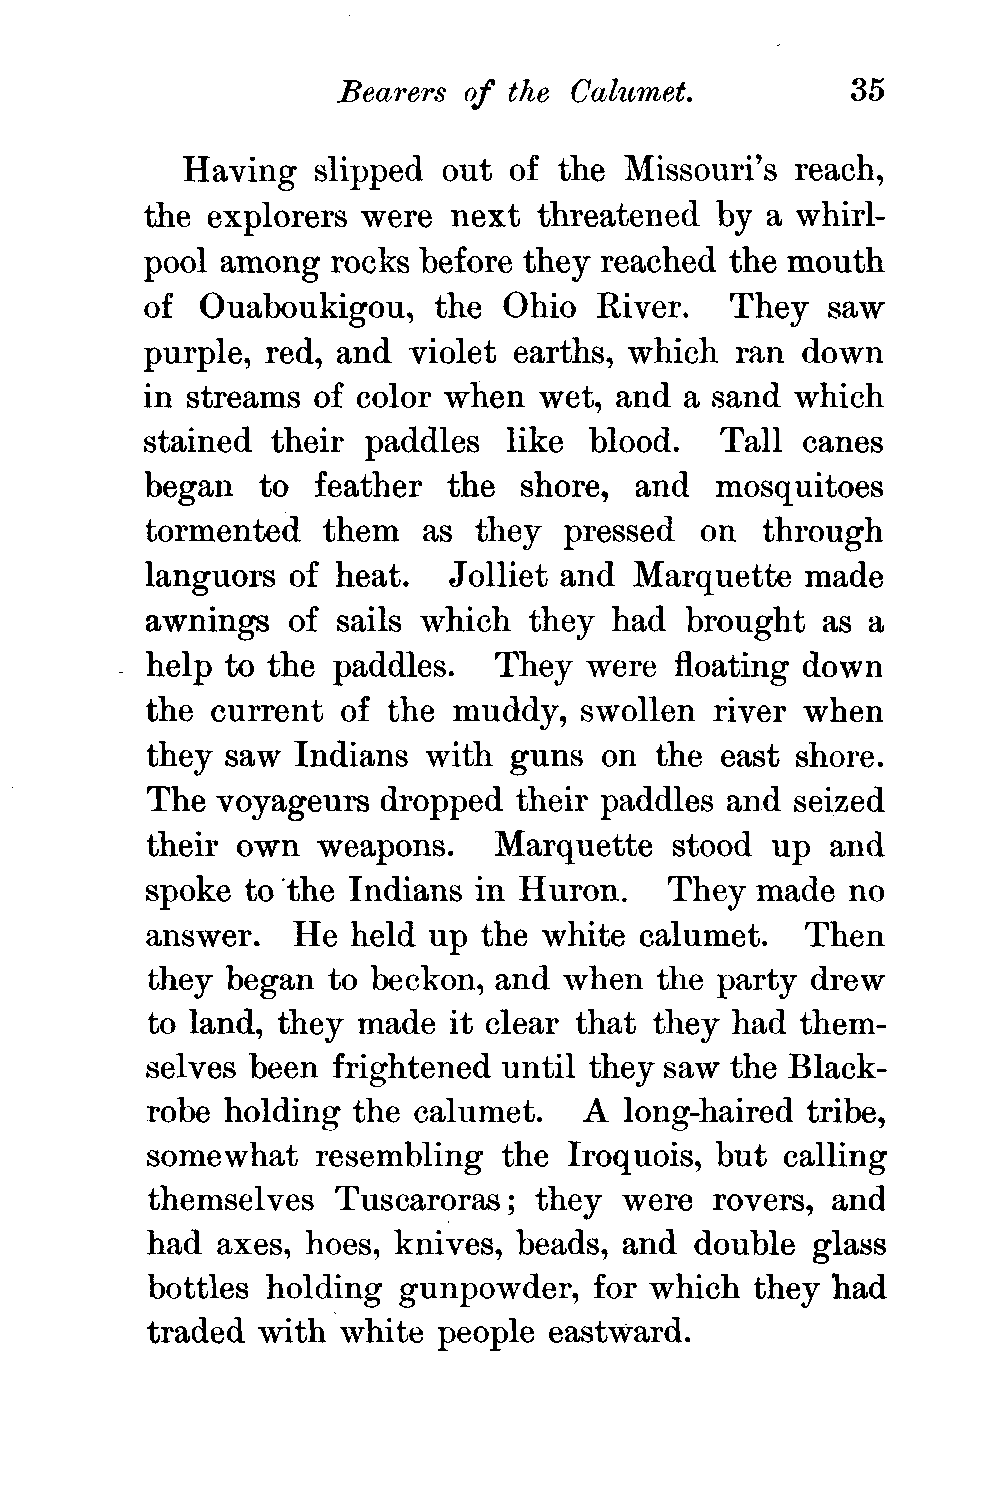 Bearers of the Calumet. 35
Having slipped out of the Missouri's reach,
the explorers were next threatened by a whirl-
pool among rocks before they reached the mouth
of Ouaboukigou, the Ohio River. They saw
purple, red, and violet earths, which ran down
in streams of color when wet, and a sand which
stained their paddles like blood. Tall canes
began to feather the shore, and mosquitoes
tormented them as they pressed on through
languors of heat. Jolliet and Marquette made
awnings of sails which they had brought as a
help to the paddles. They were floating down
the current of the muddy, swollen river when
they saw Indians with guns on the east shore.
The voyageurs dropped their paddles and seized
their own weapons. Marquette stood up and
spoke to the Indians in Huron. They made no
answer. He held up the white calumet. Then
they began to beckon, and when the party drew
to land, they made it clear that they had them-
selves been frightened until they saw the Black-
robe holding the calumet. A long-haired tribe,
somewhat resembling the Iroquois, but calling
themselves Tuscaroras; they were rovers, and
had axes, hoes, knives, beads, and double glass
bottles holding gunpowder, for which they had
traded with white people eastward.